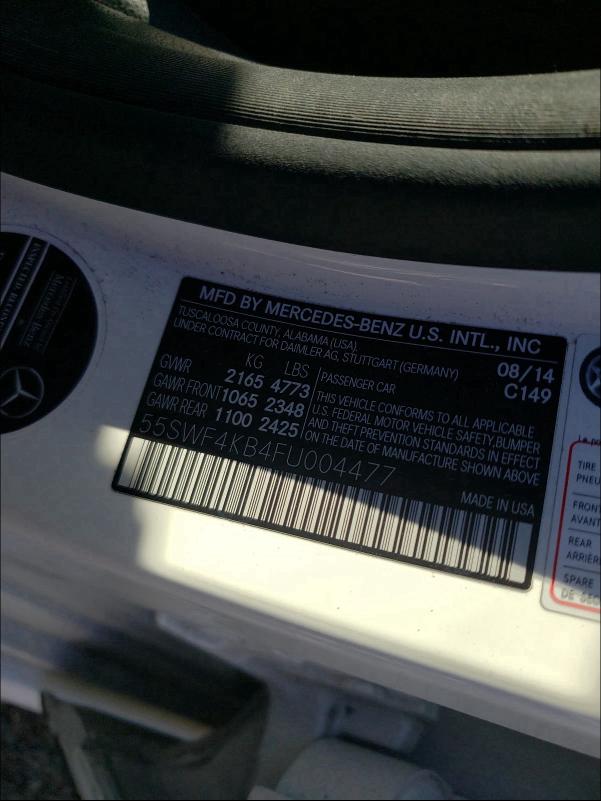 MFD BY MERCEDES-BENZ U.S. INTL., INC
TUSCALOOSA COUNTY, ALABAMA (USA),
UNDER CONTRACT FOR DAIMLER AG, STUTTGART (GERMANY)
08/14
C149
KG LBS
GVWR 2165 4773
GAWR FRONT 1065 2348
GAWR REAR 1100 2425
PASSENGER CAR
THIS VEHICLE CONFORMS TO ALL APPLICABLE
U.S. FEDERAL MOTOR VEHICLE SAFETY,BUMPER
AND THEFT PREVENTION STANDARDS IN EFFECT
ON THE DATE OF MANUFACTURE SHOWN ABOVE
55SWF4KB4FU004477
MADE IN USA
Mercedes-Benz
TIRE
FRONT
AVANT
REAR
SPARE